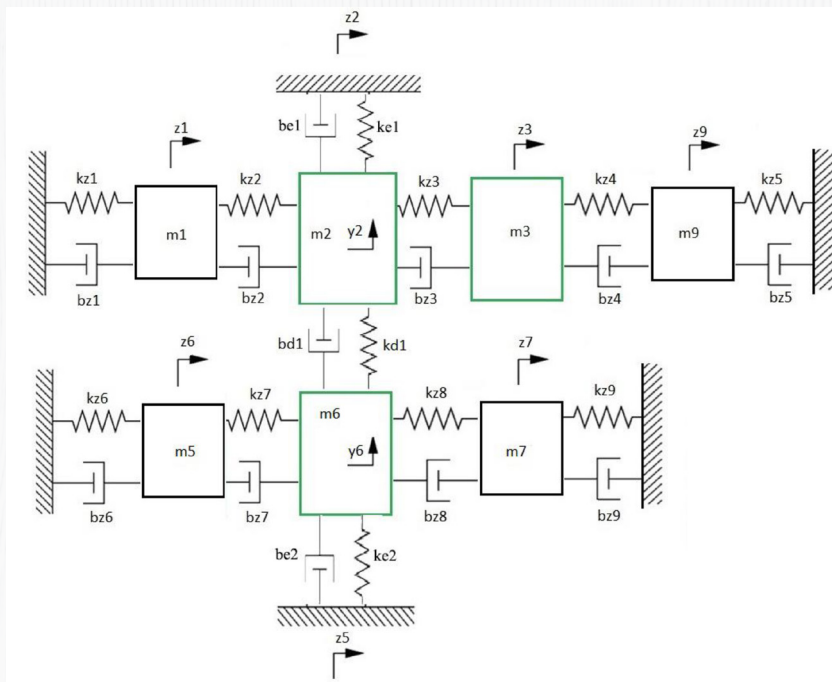 z2
be1 ke1
z1 z3 z9
kz1 kz2 kz3 kz4 kz5
m1 m2 y2 m3 m9
bz1 bz2 bz3 bz4 bz5
bd1 kd1
z6 z7
kz6 kz7 kz8 kz9
m6
m5 y6 m7
bz6 bz7 bz8 bz9
be2 ke2
z5